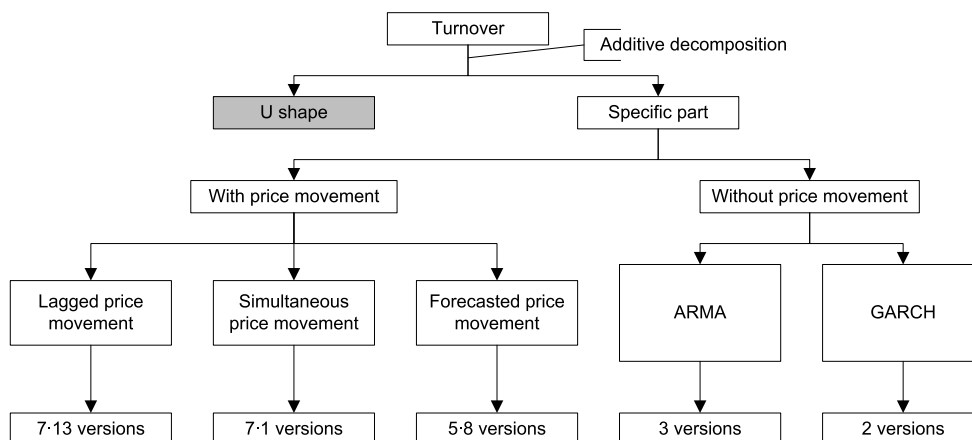 Turnover
Additive decomposition
U shape
Specific part
With price movement
Without price movement
Lagged price
movement
Simultaneous
price movement
Forecasted price
movement
ARMA
GARCH
7·13 versions
7·1 versions
5·8 versions
3 versions
2 versions